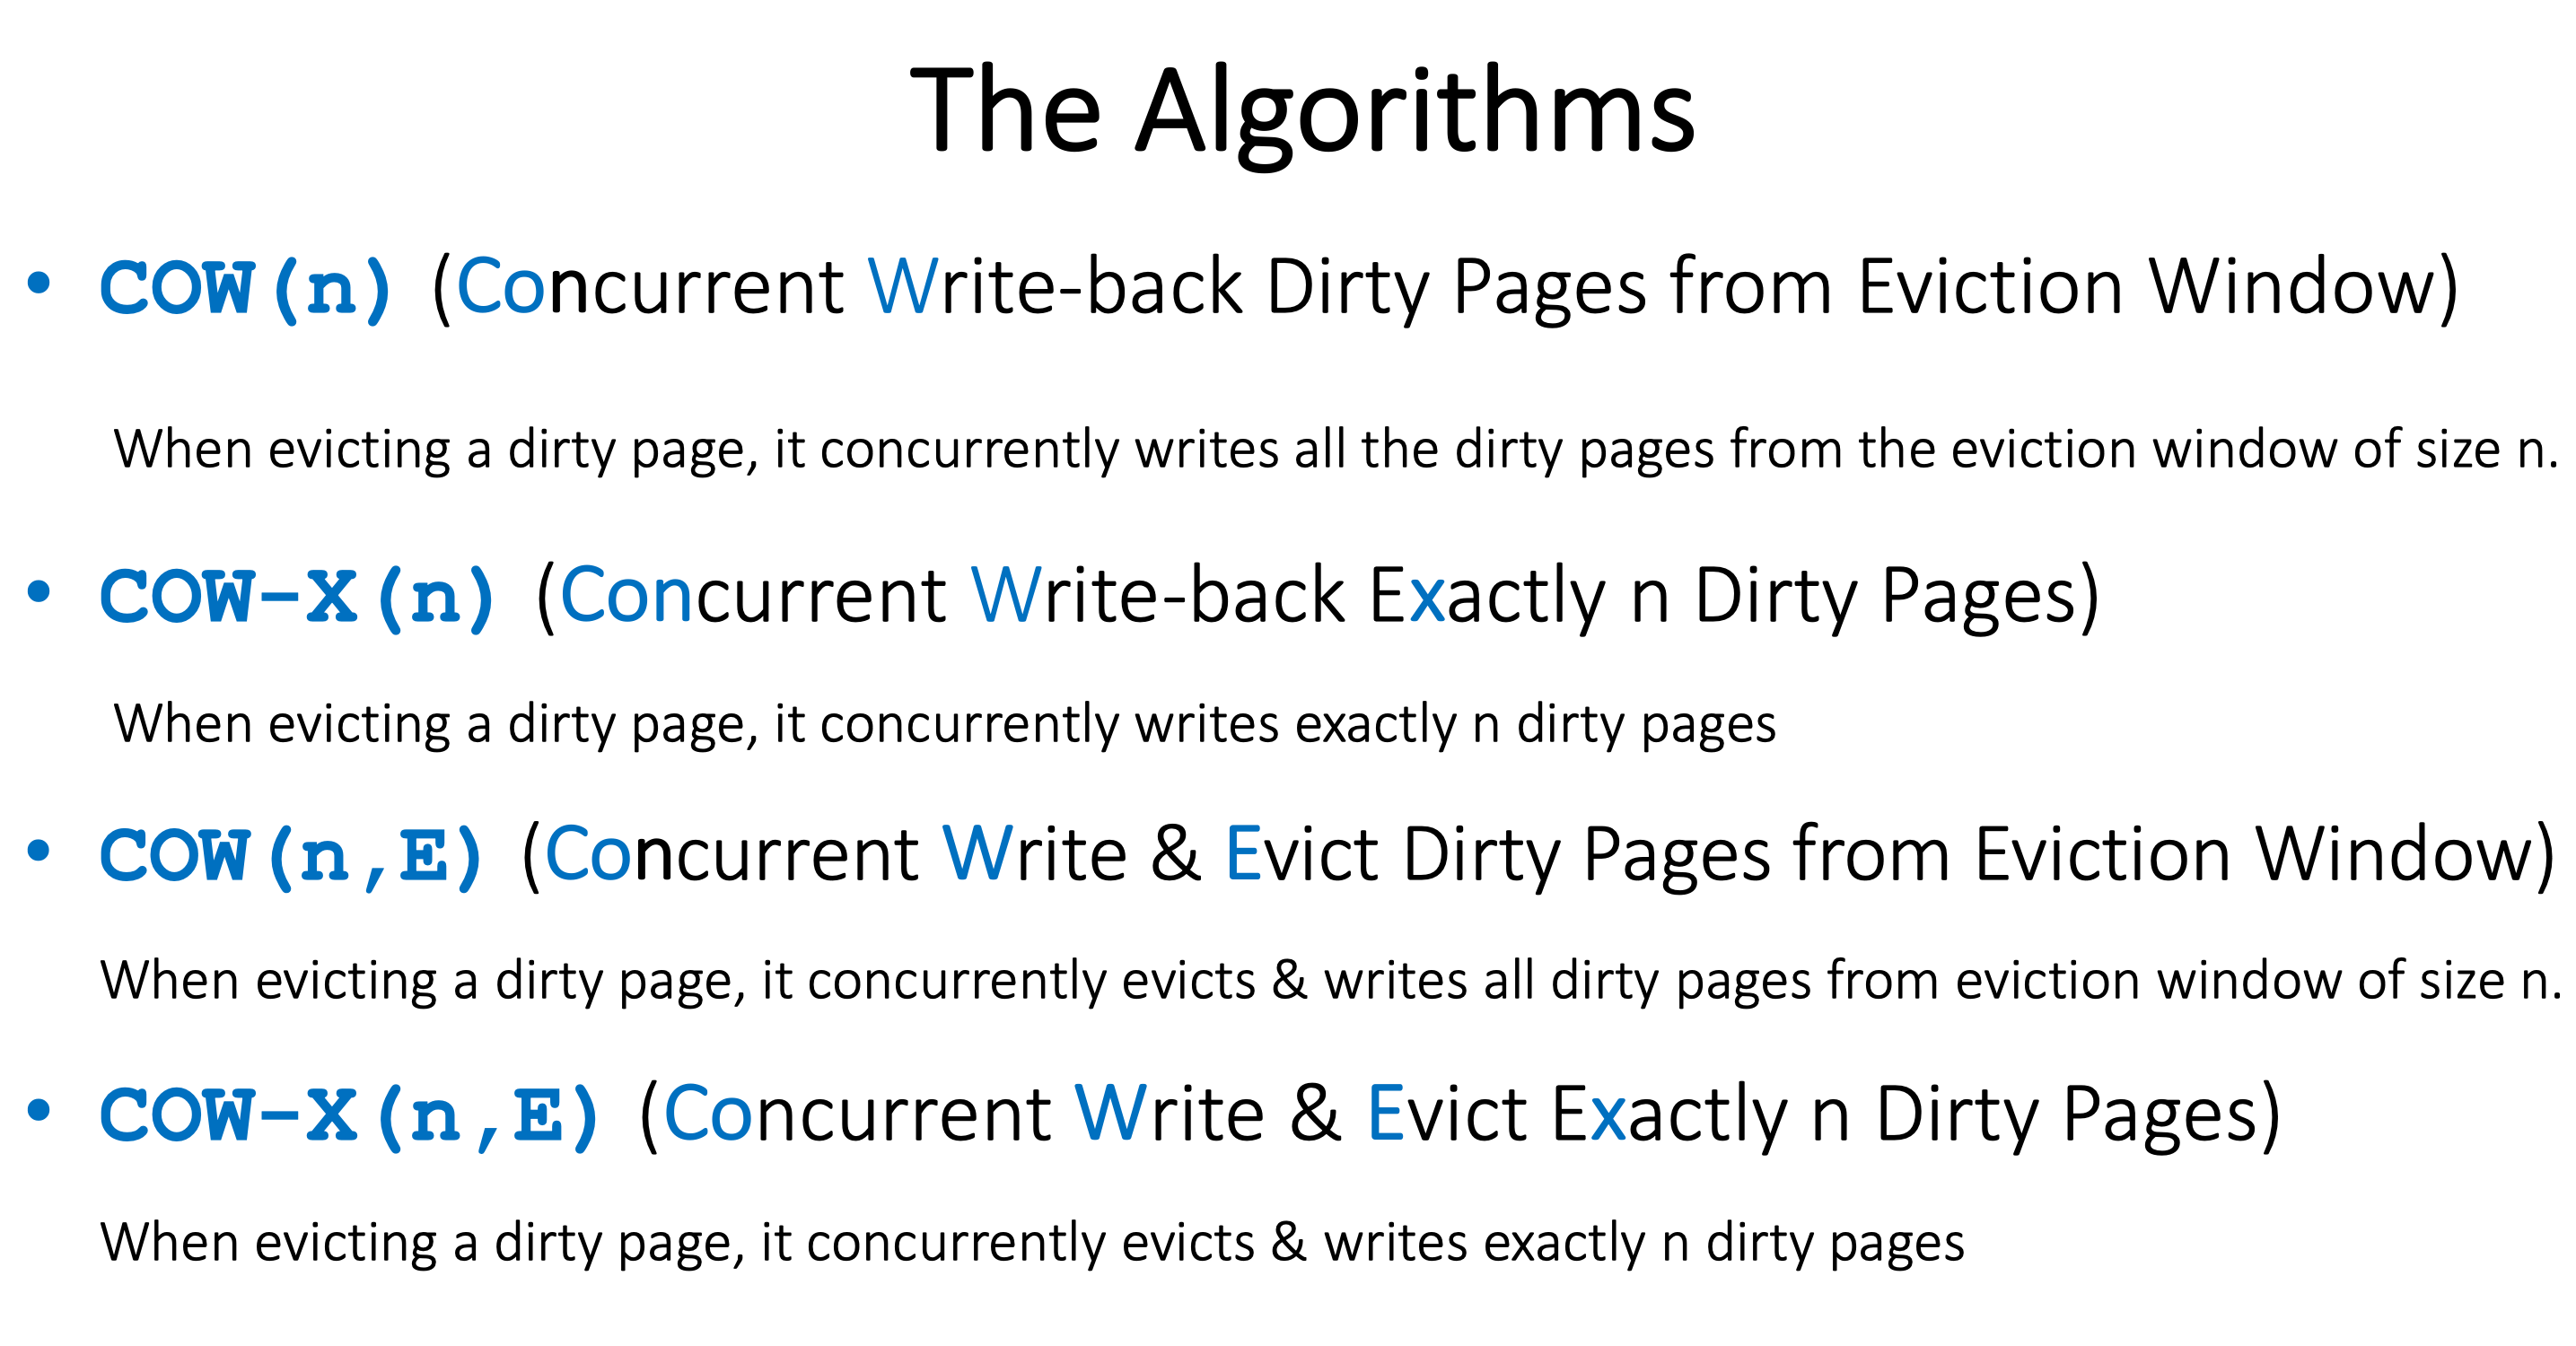 The Algorithms
• COW(n) (Concurrent Write-back Dirty Pages from Eviction Window)
When evicting a dirty page, it concurrently writes all the dirty pages from the eviction window of size n.
• COW-X(n) (Concurrent Write-back Exactly n Dirty Pages)
When evicting a dirty page, it concurrently writes exactly n dirty pages
• COW(n,E) (Concurrent Write & Evict Dirty Pages from Eviction Window)
When evicting a dirty page, it concurrently evicts & writes all dirty pages from eviction window of size n.
• COW-X(n,E) (Concurrent Write & Evict Exactly n Dirty Pages)
When evicting a dirty page, it concurrently evicts & writes exactly n dirty pages